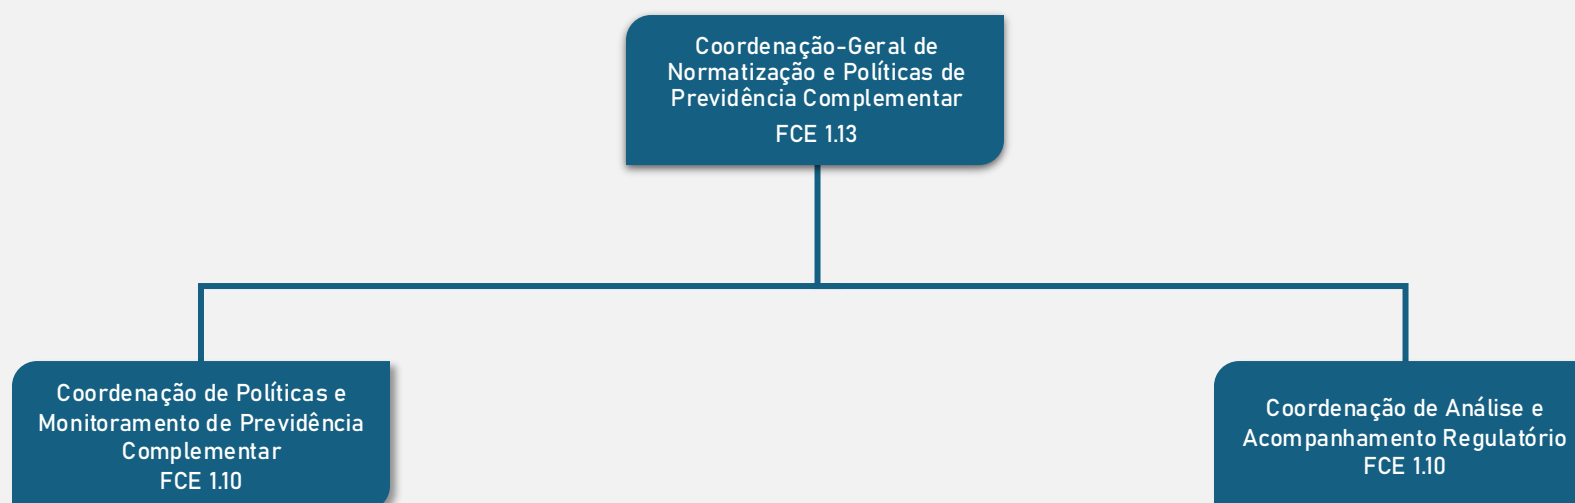 Coordenação-Geral de
Normatização e Políticas de
Previdência Complementar
FCE 1.13
Coordenação de Políticas e
Monitoramento de Previdência
Complementar
FCE 1.10
Coordenação de Análise e
Acompanhamento Regulatório
FCE 1.10